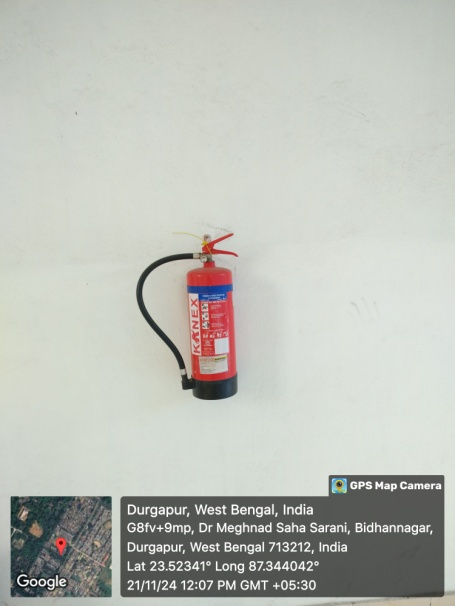 KANEX
GPS Map Camera
Durgapur, West Bengal, India
G8fv+9mp, Dr Meghnad Saha Sarani, Bidhannagar,
Durgapur, West Bengal 713212, India
Lat 23.52341° Long 87.344042°
21/11/24 12:07 PM GMT +05:30
Google